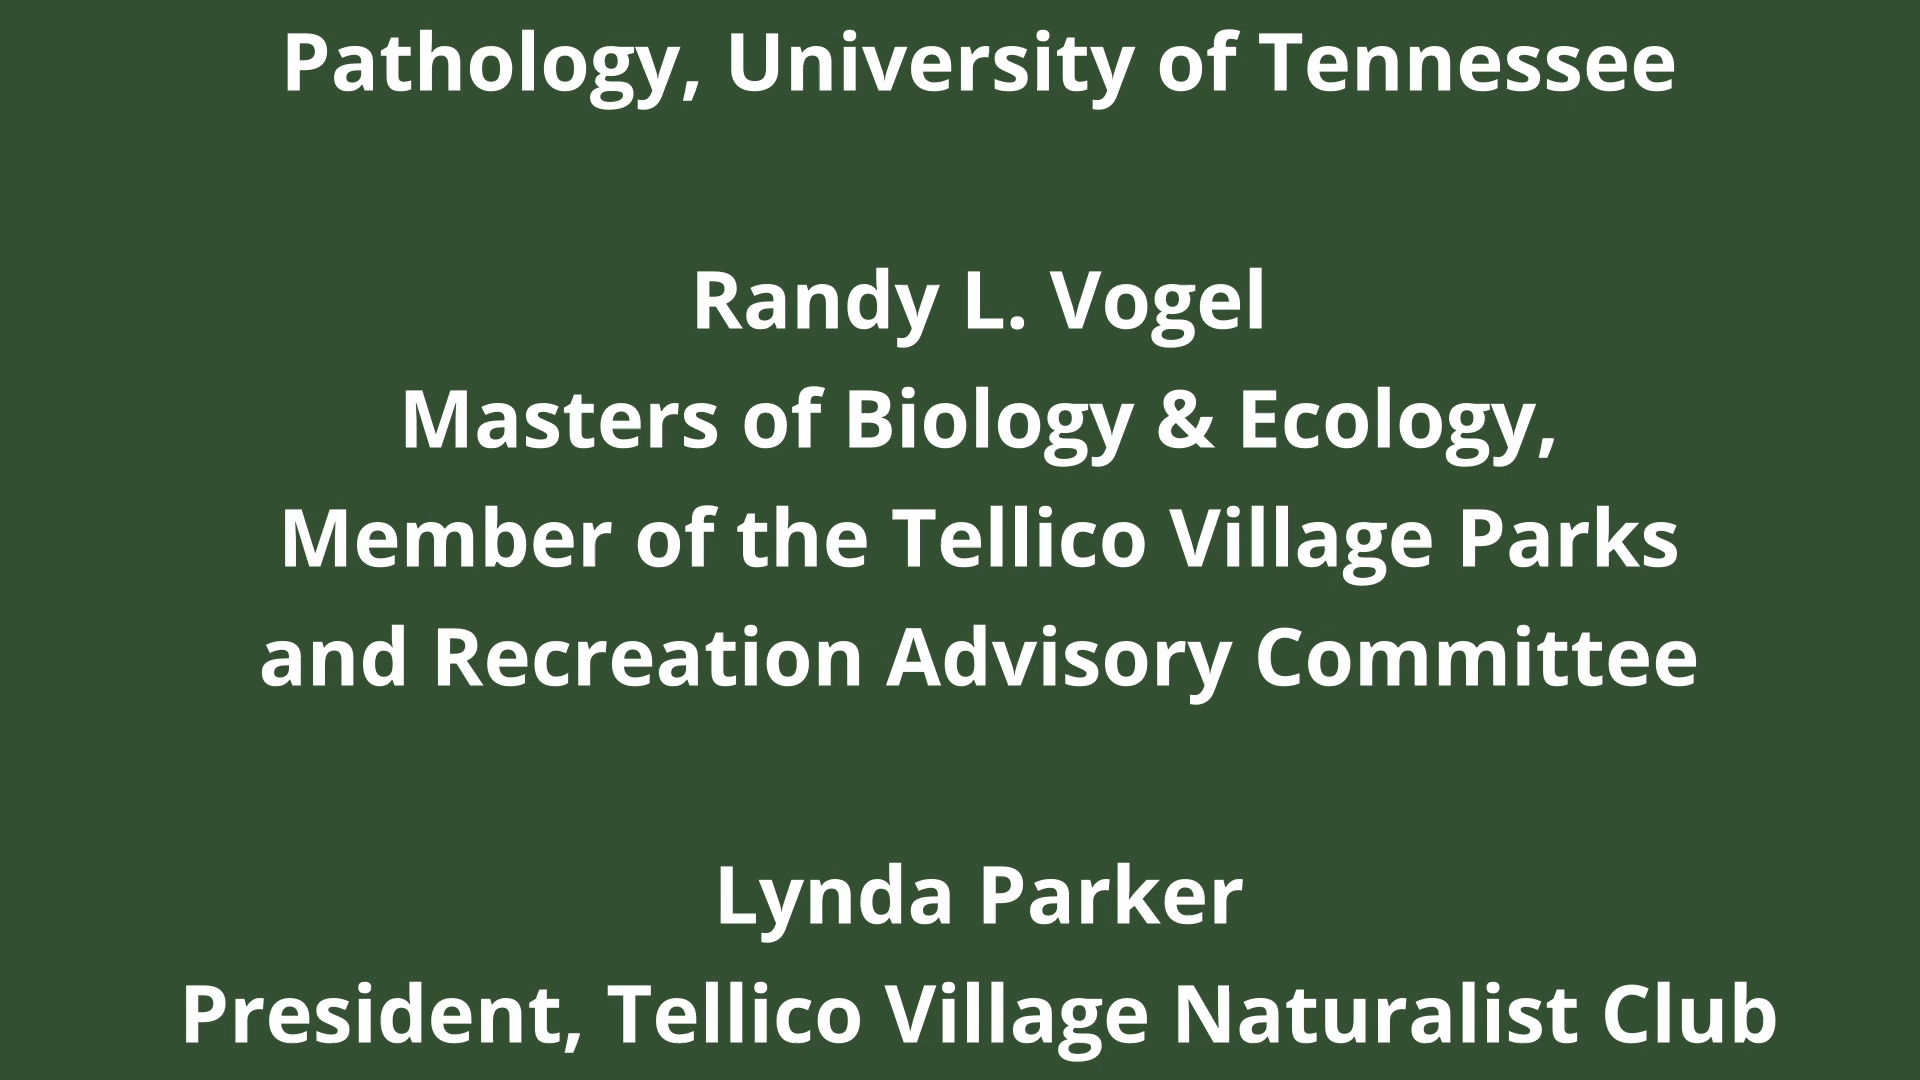 Pathology, University of Tennessee
Randy L. Vogel
Masters of Biology & Ecology,
Member of the Tellico Village Parks
and Recreation Advisory Committee
Lynda Parker
President, Tellico Village Naturalist Club